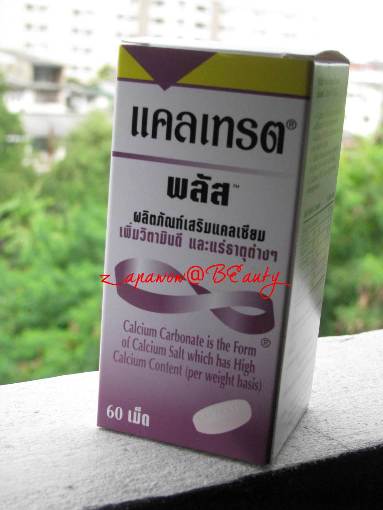 แคลเทรต®
พลัส™
ผลิตภัณฑ์เสริมแคลเซียม
เพิ่มวิตามินดี และแร่ธาตุต่างๆ
zapawow@BEauty
®
Calcium Carbonate is the Form
of Calcium Salt which has High
Calcium Content (per weight basis)
60 เม็ด